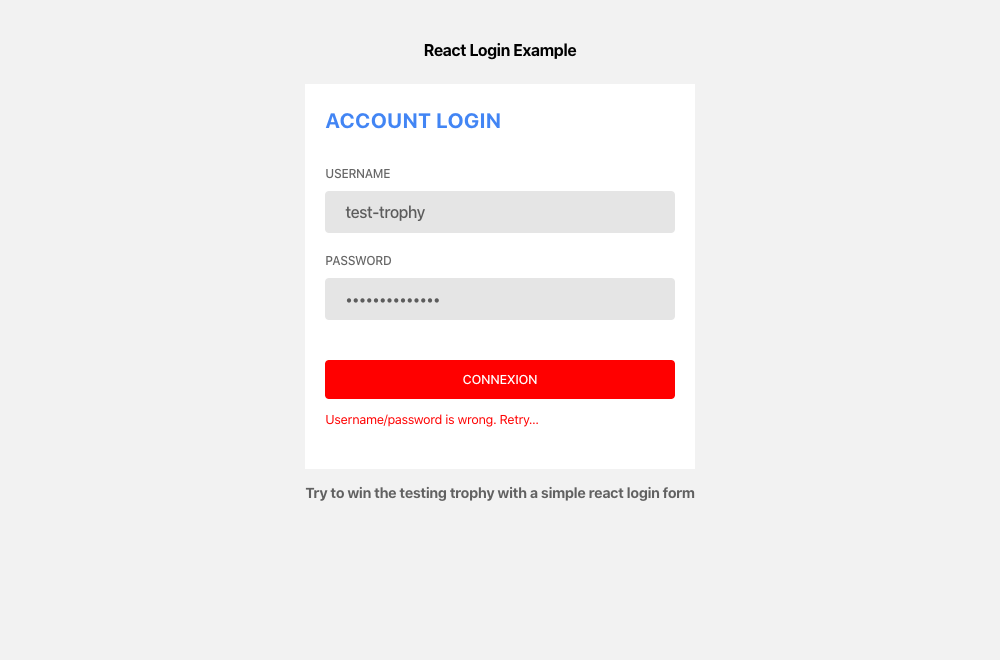 React Login Example
ACCOUNT LOGIN
USERNAME
test-trophy
PASSWORD
••••••••••••••
CONNEXION
Username/password is wrong. Retry...
Try to win the testing trophy with a simple react login form